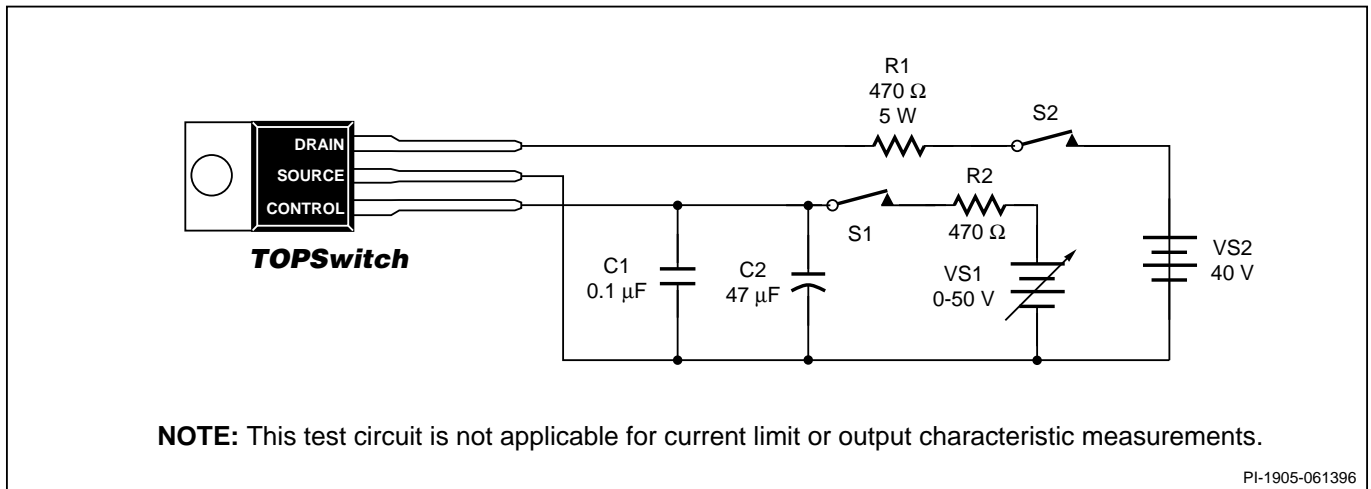 R1
470 Ω
5 W
S2
DRAIN
SOURCE
CONTROL
TOPSwitch
R2
470 Ω
S1
C1
0.1 μF
C2
47 μF
VS1
0-50 V
VS2
40 V
NOTE: This test circuit is not applicable for current limit or output characteristic measurements.
PI-1905-061396